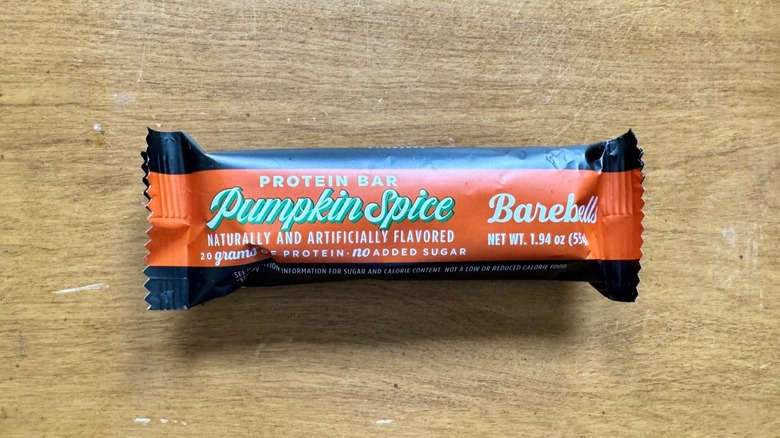 PROTEIN BAR
Pumpkin Spice
NATURALLY AND ARTIFICIALLY FLAVORED
20 grams OF PROTEIN · no ADDED SUGAR
INFORMATION FOR SUGAR AND CALORIE CONTENT. NOT A LOW OR REDUCED CALORIE FOOD
Barebells
NET WT. 1.94 oz